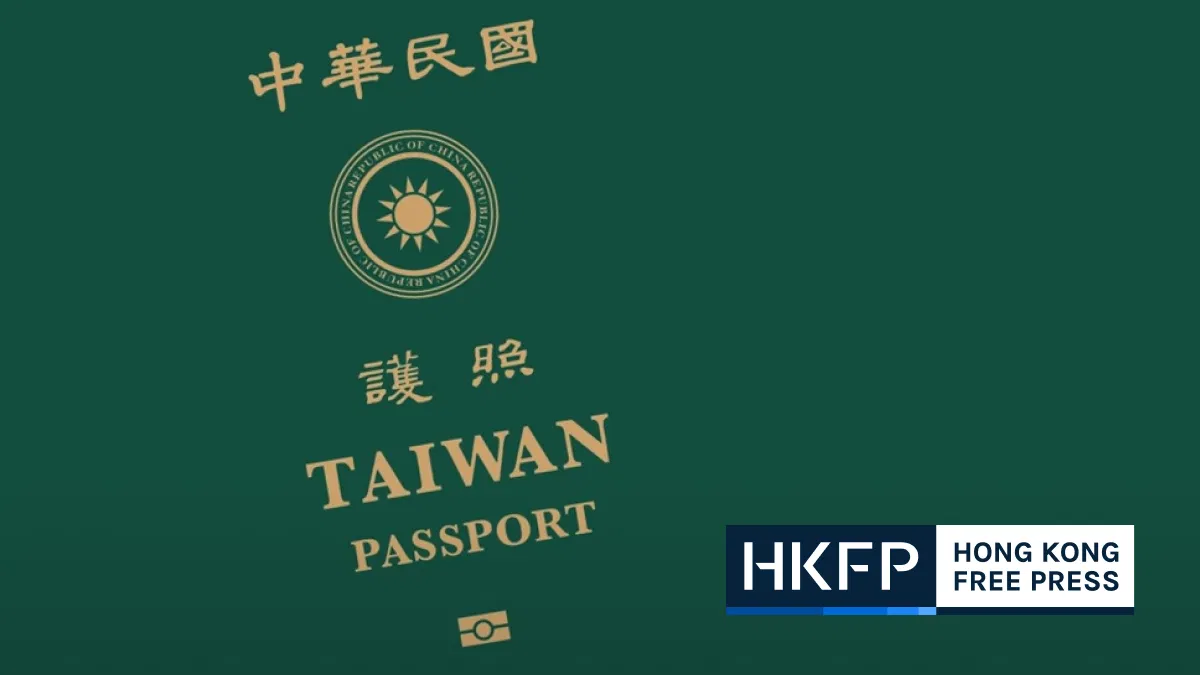 中華民國
REPUBLIC OF CHINA REPUBLIC OF CHINA REPUBLIC OF CHINA
護照
TAIWAN
PASSPORT
HKFP
HONG KONG
FREE PRESS